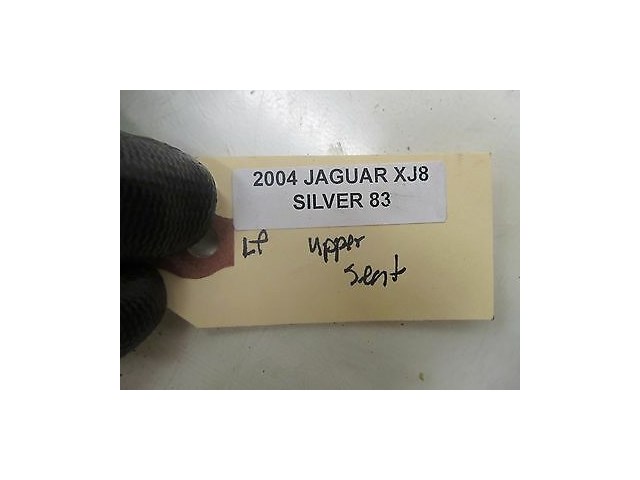 2004 JAGUAR XJ8
SILVER 83
Lf upper
seat